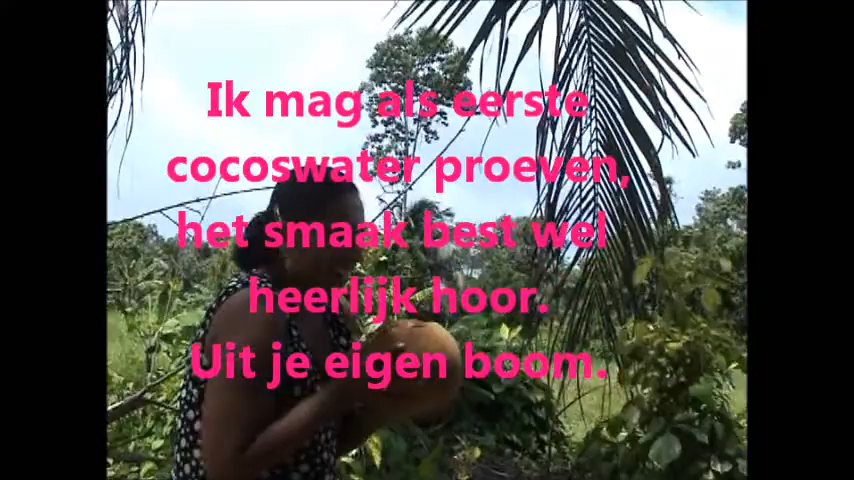 Ik mag als eerste
cocoswater proeven,
het smaak best wel
heerlijk hoor.
Uit je eigen boom.